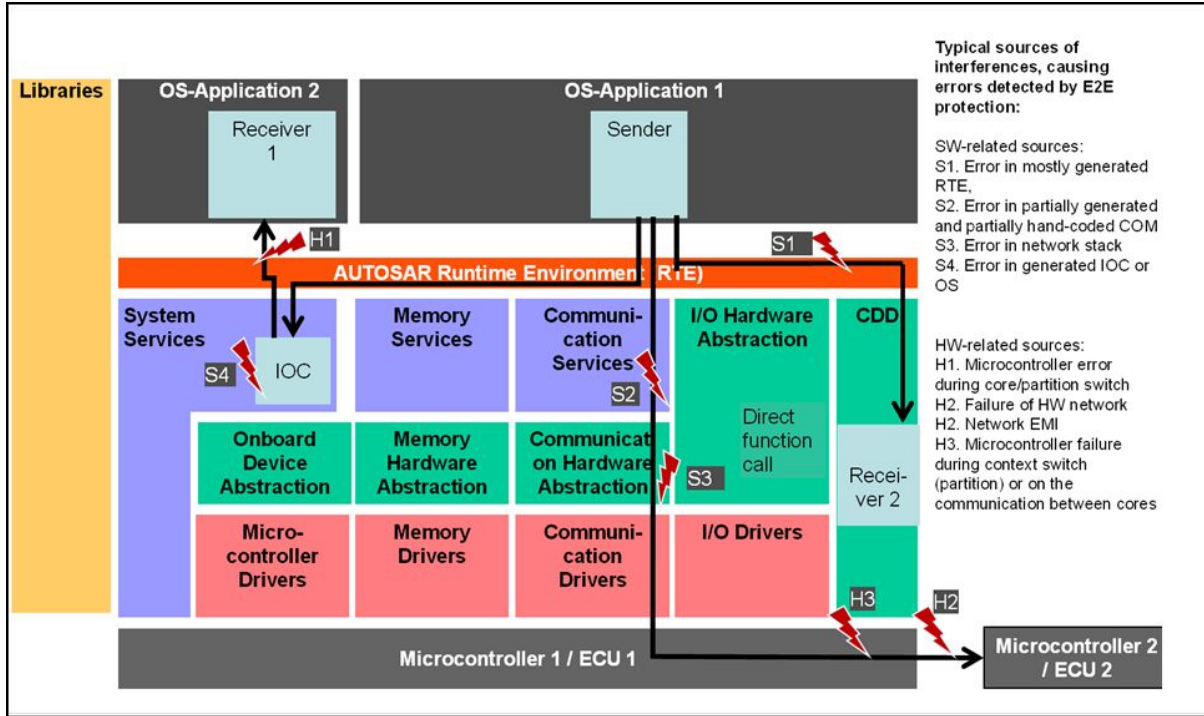 Libraries
OS-Application 2
Receiver
1
OS-Application 1
Sender
H1
S1
AUTOSAR Runtime Environment (RTE)
System
Services
S4
IOC
Memory
Services
Communi-
cation
Services
S2
I/O Hardware
Abstraction
Direct
function
call
CDD
Recei-
ver 2
Onboard
Device
Abstraction
Memory
Hardware
Abstraction
Communicat
on Hardware
Abstraction
S3
Micro-
controller
Drivers
Memory
Drivers
Communi-
cation
Drivers
I/O Drivers
H3
H2
Microcontroller 1 / ECU 1
Microcontroller 2
/ ECU 2
Typical sources of
interferences, causing
errors detected by E2E
protection:
SW-related sources:
S1. Error in mostly generated
RTE,
S2. Error in partially generated
and partially hand-coded COM
S3. Error in network stack
S4. Error in generated IOC or
OS
HW-related sources:
H1. Microcontroller error
during core/partition switch
H2. Failure of HW network
H2. Network EMI
H3. Microcontroller failure
during context switch
(partition) or on the
communication between cores